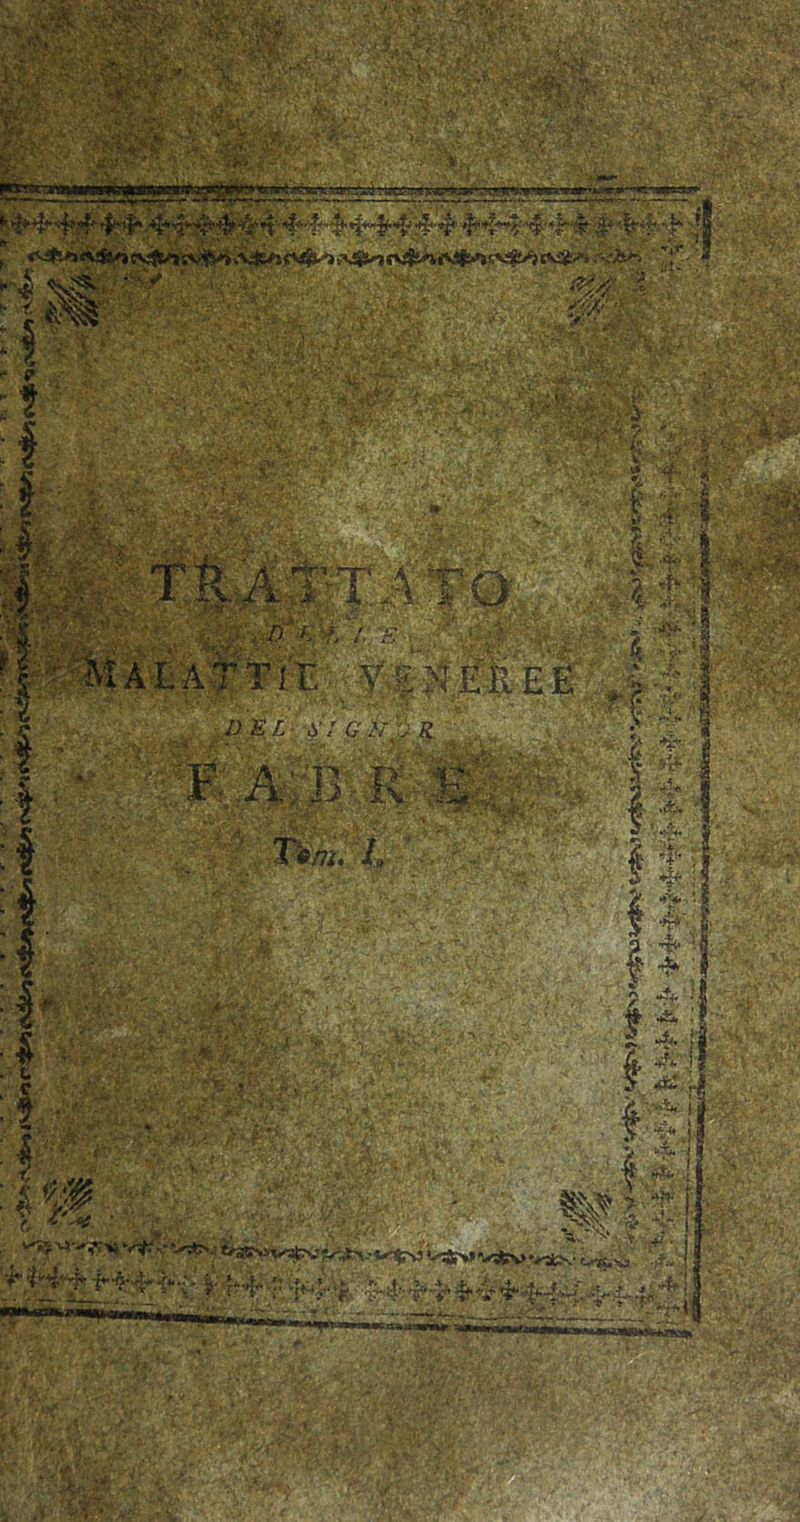 TRATTATO
DELLE
MALATTIE VENEREE
DEL SIGNOR
FABRE
Tom. I.